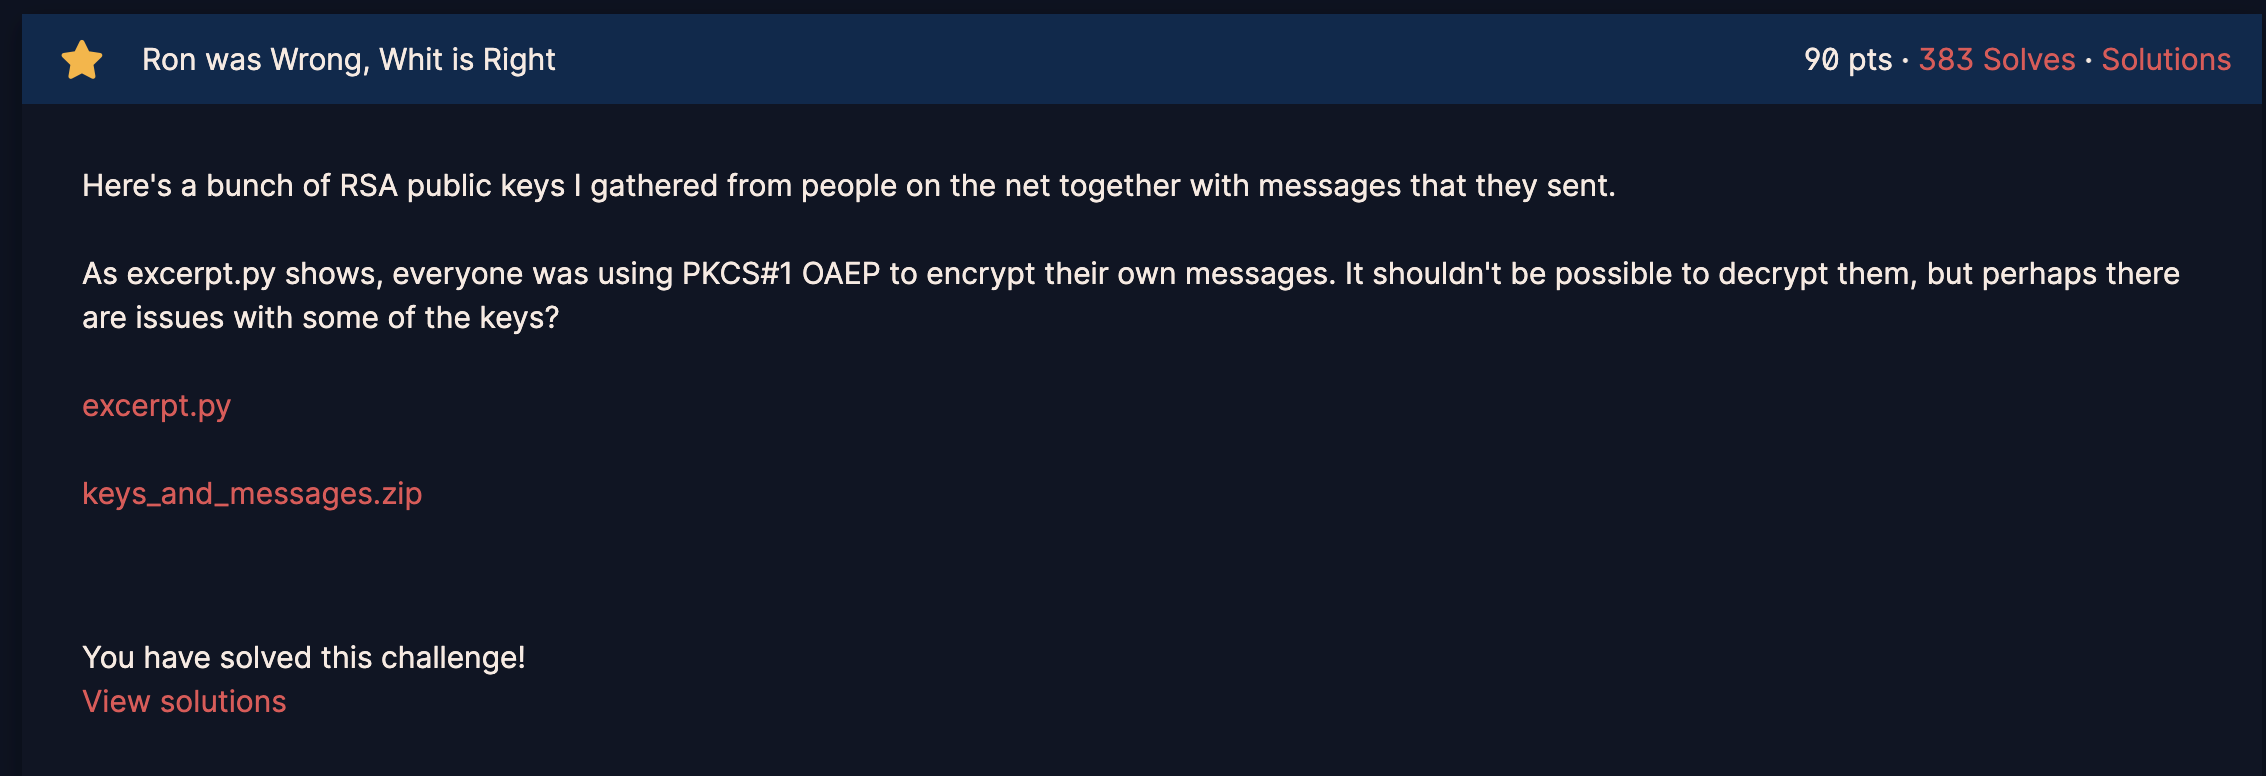 Ron was Wrong, Whit is Right
90 pts · 383 Solves · Solutions
Here's a bunch of RSA public keys I gathered from people on the net together with messages that they sent.
As excerpt.py shows, everyone was using PKCS#1 OAEP to encrypt their own messages. It shouldn't be possible to decrypt them, but perhaps there
are issues with some of the keys?
excerpt.py
keys_and_messages.zip
You have solved this challenge!
View solutions